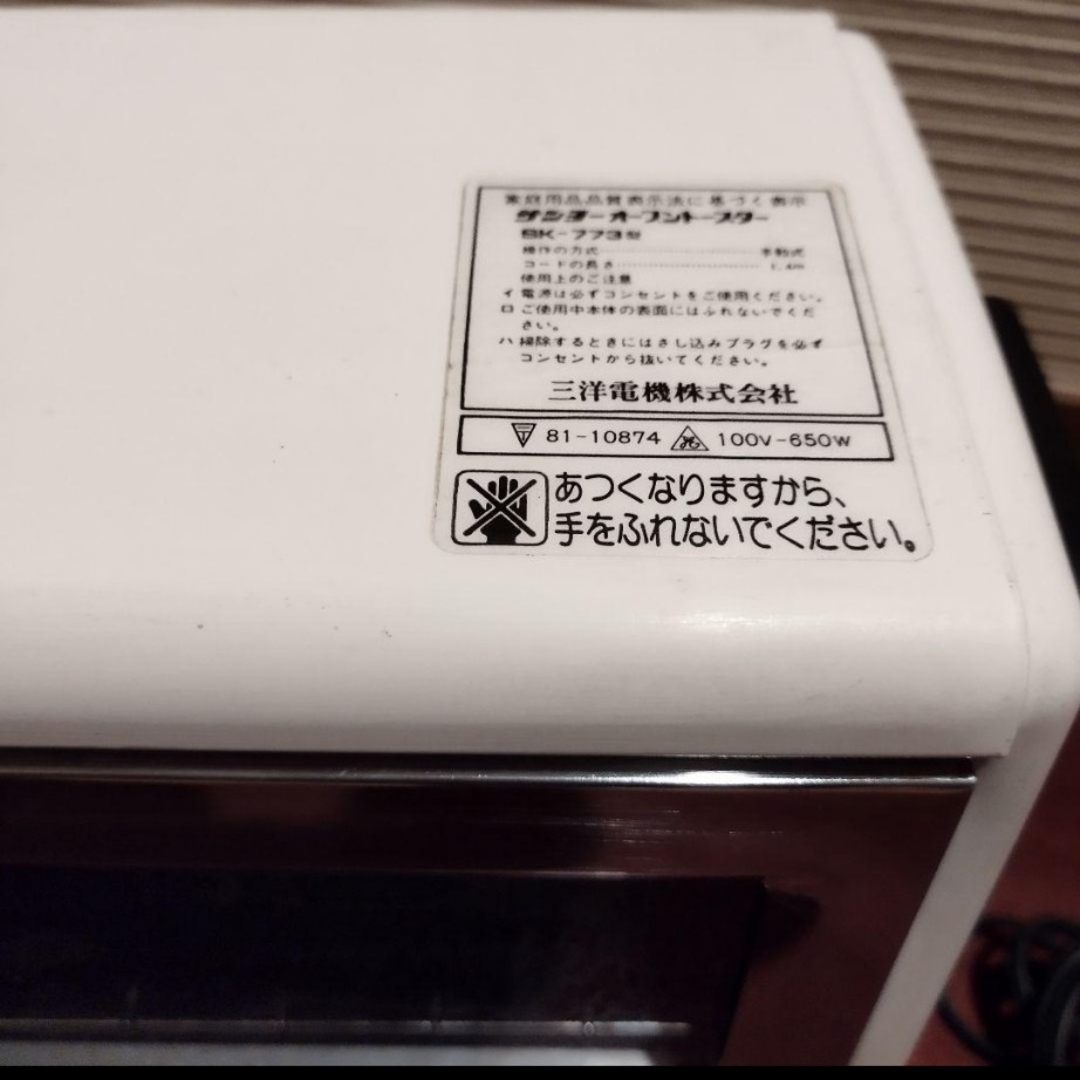 家庭用品品質表示法に基づく表示
サンヨーオーブントースター
SK-773型
操作の方式 手動式
コードの長さ 1.4m
使用上のご注意
イ 電源は必ずコンセントをご使用ください。
ロ ご使用中本体の表面にはふれないでくだ
さい。
ハ 掃除するときにはさし込みプラグを必ず
コンセントから抜いてください。
三洋電機株式会社
〒 81-10874 100V-650W
あつくなりますから、
手をふれないでください。